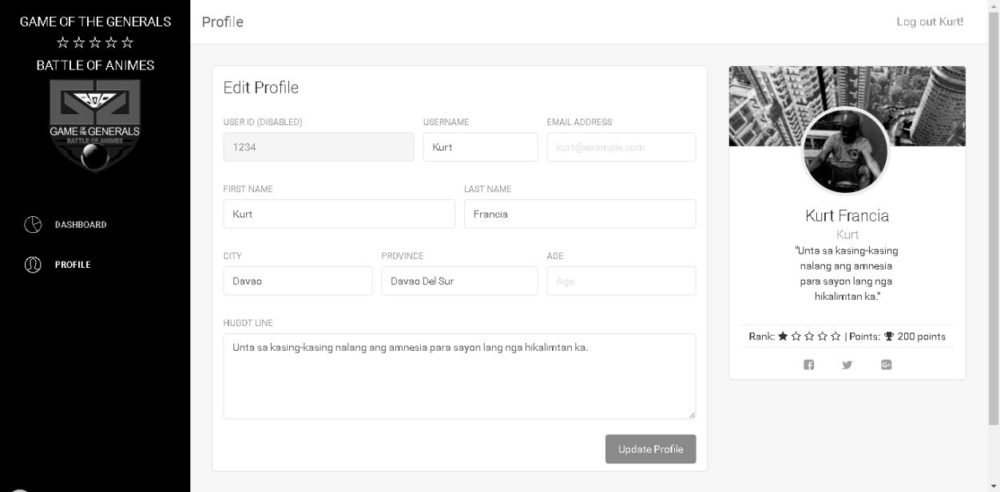 GAME OF THE GENERALS
☆ ☆ ☆ ☆ ☆
BATTLE OF ANIMES
GAME OF THE GENERALS
BATTLE OF ANIMES
DASHBOARD
PROFILE
Profile
Log out Kurt!
Edit Profile
USER ID (DISABLED)
USERNAME
EMAIL ADDRESS
1234
Kurt
kurt@example.com
FIRST NAME
LAST NAME
Kurt
Francia
CITY
PROVINCE
AGE
Davao
Davao Del Sur
Age
HUGOT LINE
Unta sa kasing-kasing nalang ang amnesia para sayon lang nga hikalimtan ka.
Update Profile
Kurt Francia
Kurt
"Unta sa kasing-kasing
nalang ang amnesia
para sayon lang nga
hikalimtan ka."
Rank: ★ ☆ ☆ ☆ ☆ | Points: 🏆 200 points